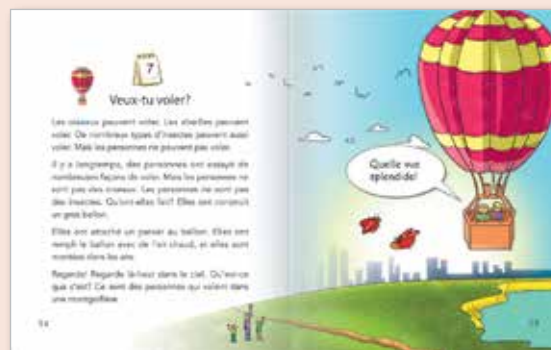 7
Veux-tu voler?
Les oiseaux peuvent voler. Les abeilles peuvent
voler. De nombreux types d'insectes peuvent aussi
voler. Mais les personnes ne peuvent pas voler.
Il y a longtemps, des personnes ont essayé de
nombreuses façons de voler. Mais les personnes ne
sont pas des oiseaux. Les personnes ne sont pas
des insectes. Qu'ont-elles fait? Elles ont construit
un gros ballon.
Elles ont attaché un panier au ballon. Elles ont
rempli le ballon avec de l'air chaud, et elles sont
montées dans les airs.
Regarde! Regarde là-haut dans le ciel. Qu'est-ce
que c'est? Ce sont des personnes qui volent dans
une montgolfière.
14
Quelle vue
splendide!